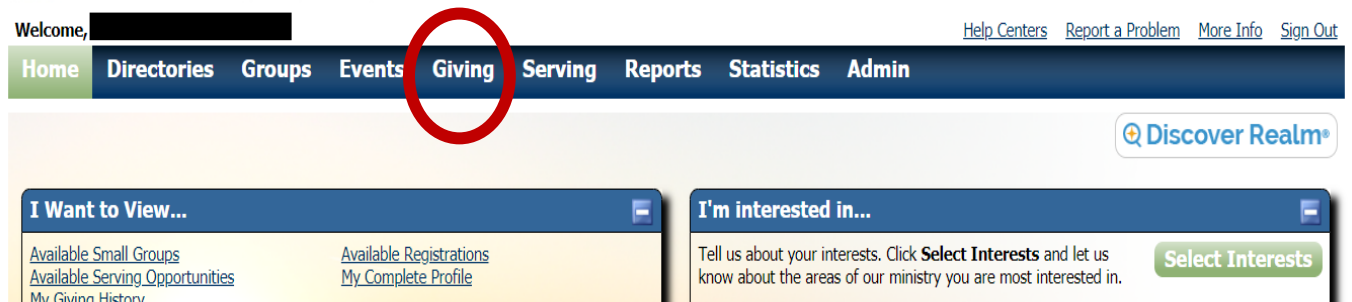 Welcome,
Help Centers Report a Problem More Info Sign Out
Home Directories Groups Events Giving Serving Reports Statistics Admin
Discover Realm®
I Want to View...
Available Small Groups Available Registrations
Available Serving Opportunities My Complete Profile
My Giving History
I'm interested in...
Tell us about your interests. Click Select Interests and let us
know about the areas of our ministry you are most interested in.
Select Interests